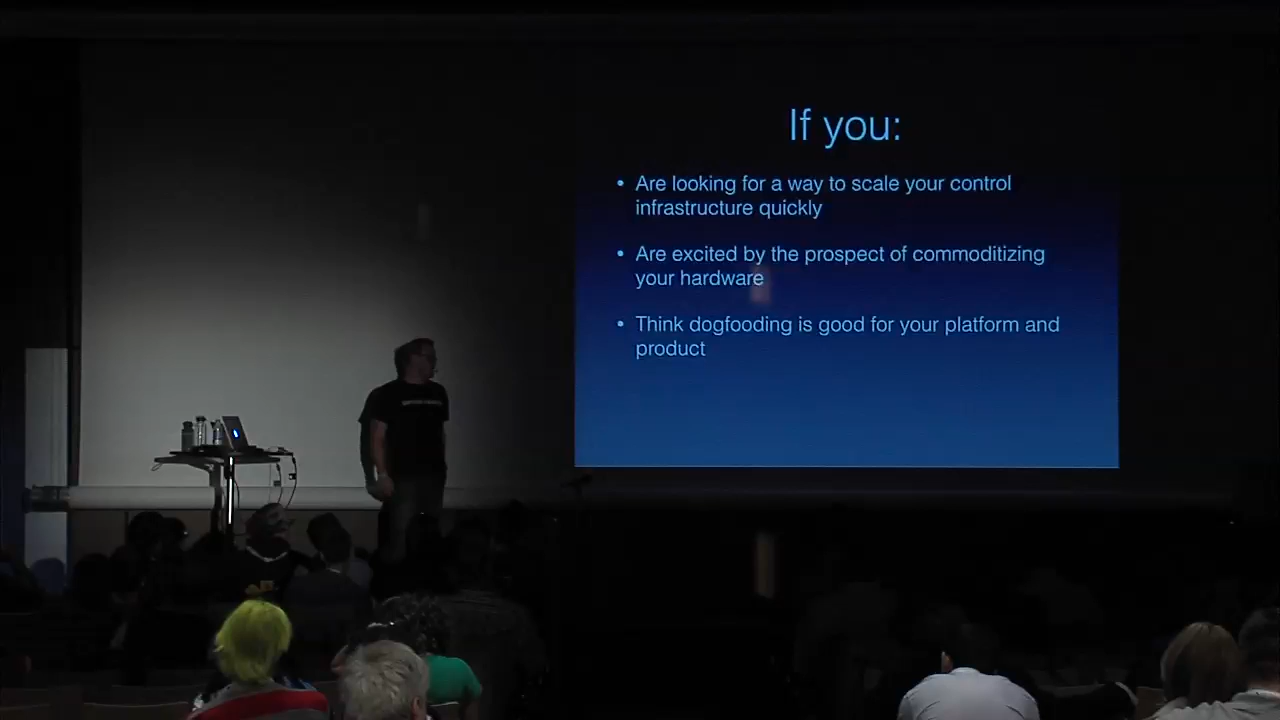 If you:
• Are looking for a way to scale your control
infrastructure quickly
• Are excited by the prospect of commoditizing
your hardware
• Think dogfooding is good for your platform and
product